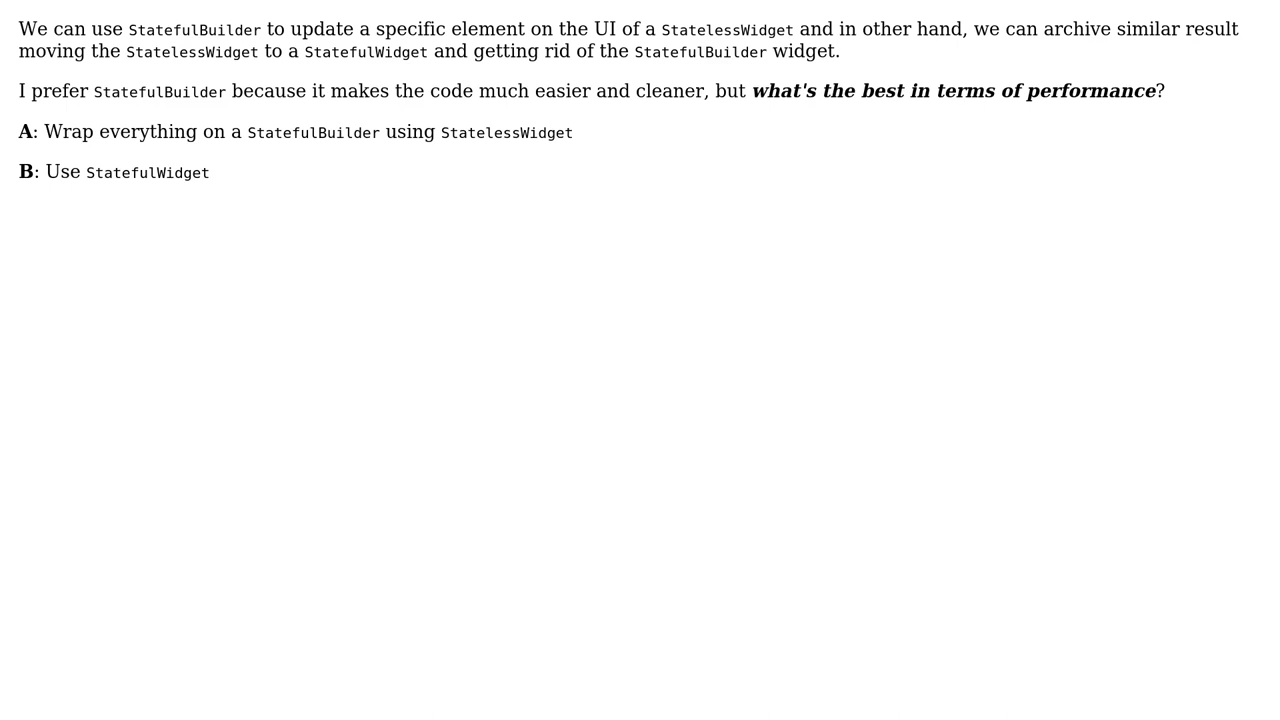 We can use StatefulBuilder to update a specific element on the UI of a StatelessWidget and in other hand, we can archive similar result
moving the StatelessWidget to a StatefulWidget and getting rid of the StatefulBuilder widget.
I prefer StatefulBuilder because it makes the code much easier and cleaner, but what's the best in terms of performance?
A: Wrap everything on a StatefulBuilder using StatelessWidget
B: Use StatefulWidget